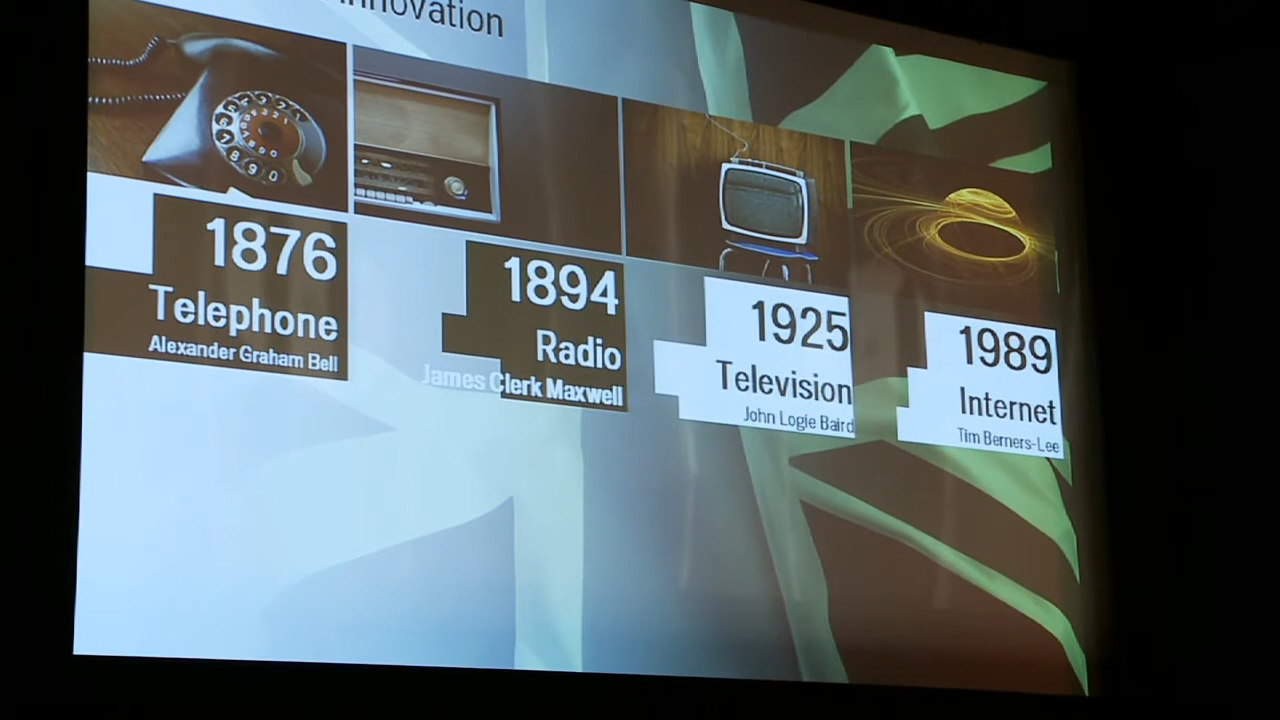 innovation
1876
Telephone
Alexander Graham Bell
1894
Radio
James Clerk Maxwell
1925
Television
John Logie Baird
1989
Internet
Tim Berners-Lee